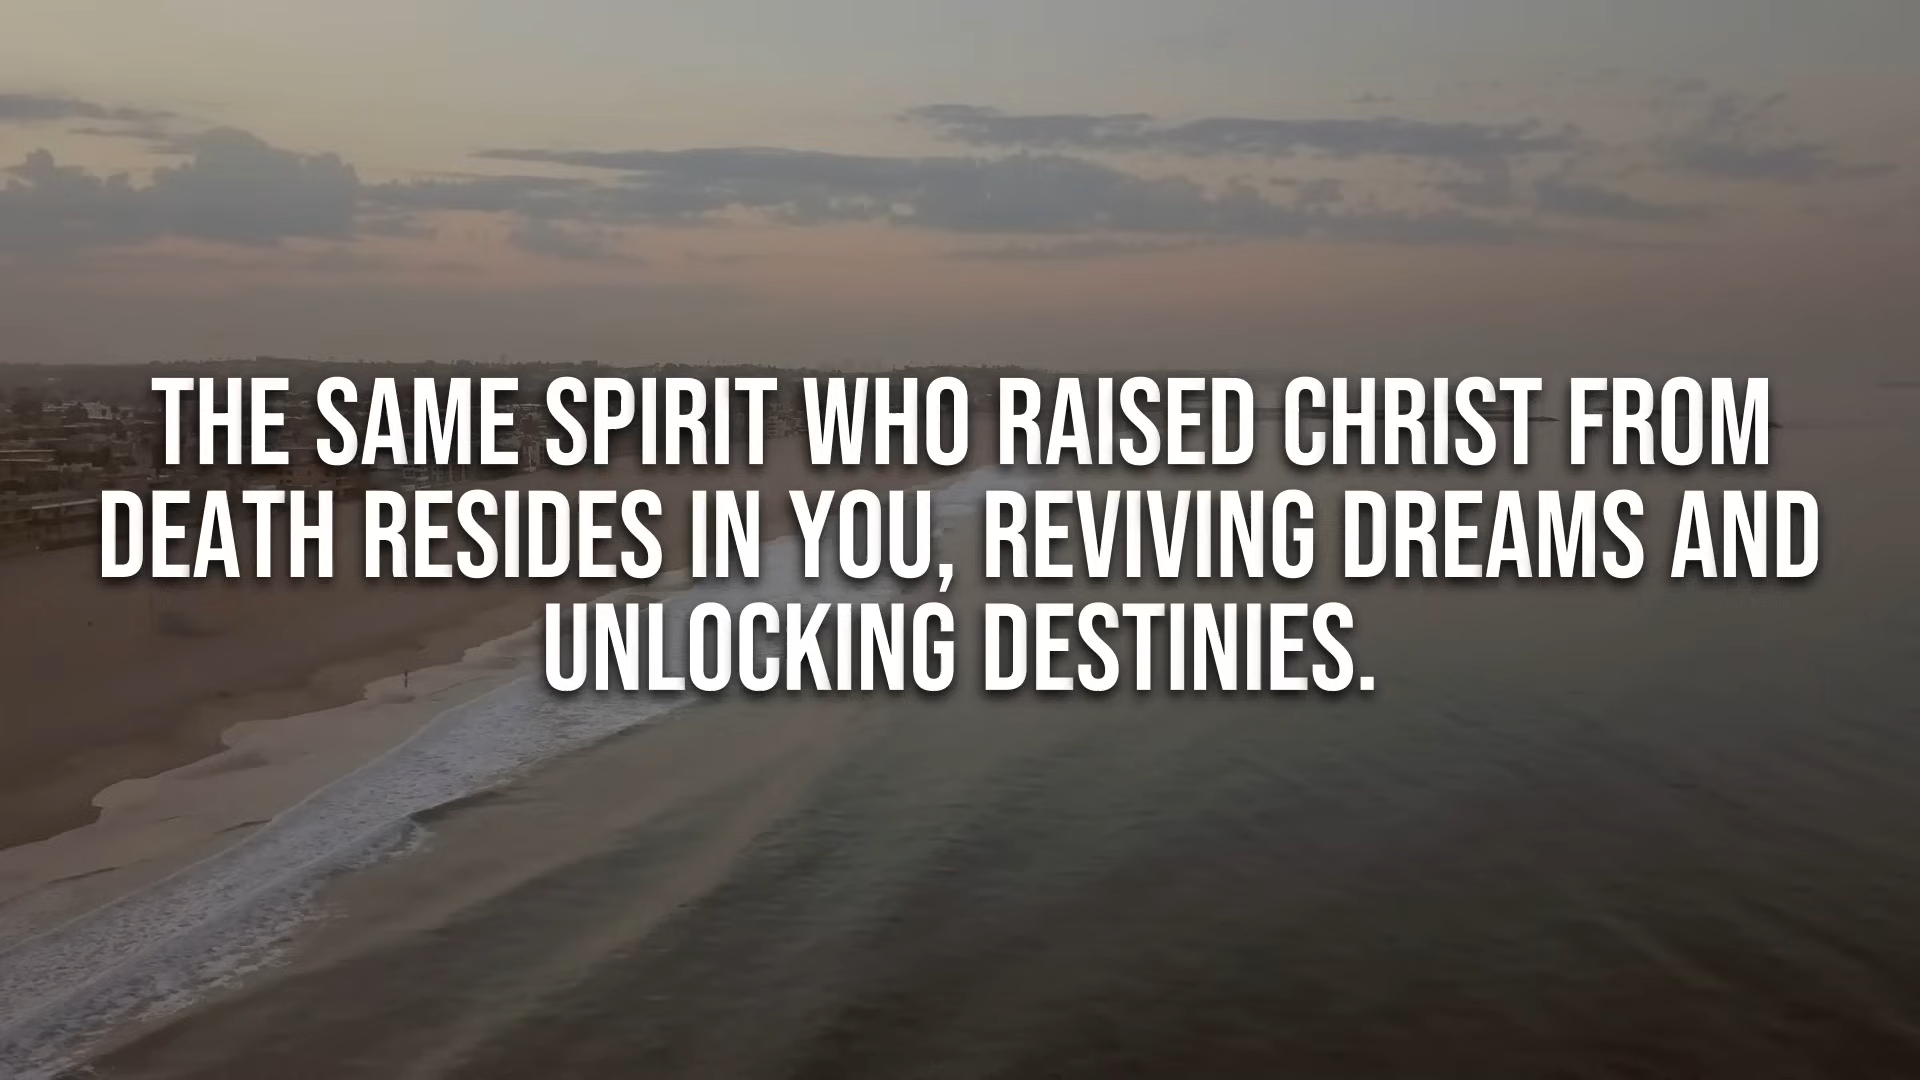 THE SAME SPIRIT WHO RAISED CHRIST FROM
DEATH RESIDES IN YOU, REVIVING DREAMS AND
UNLOCKING DESTINIES.